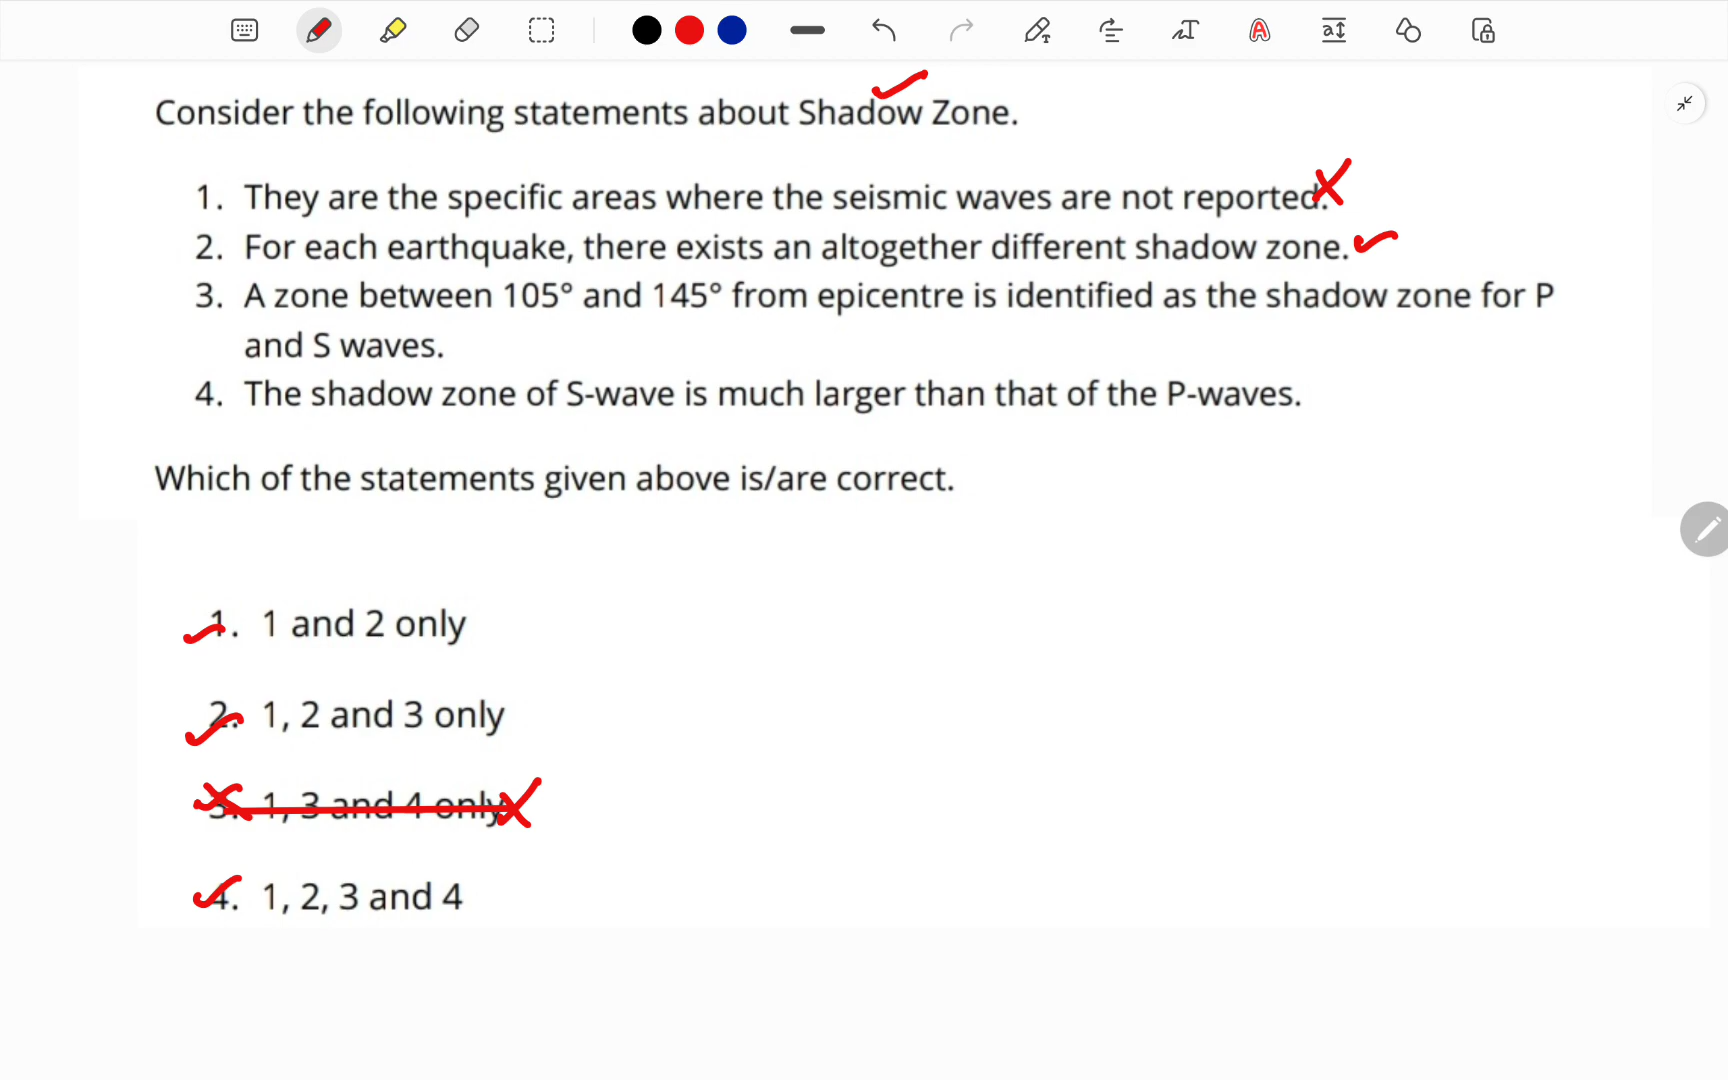 Consider the following statements about Shadow Zone.
1. They are the specific areas where the seismic waves are not reported.
2. For each earthquake, there exists an altogether different shadow zone.
3. A zone between 105° and 145° from epicentre is identified as the shadow zone for P
and S waves.
4. The shadow zone of S-wave is much larger than that of the P-waves.
Which of the statements given above is/are correct.
1. 1 and 2 only
2. 1, 2 and 3 only
3. 1, 3 and 4 only
4. 1, 2, 3 and 4